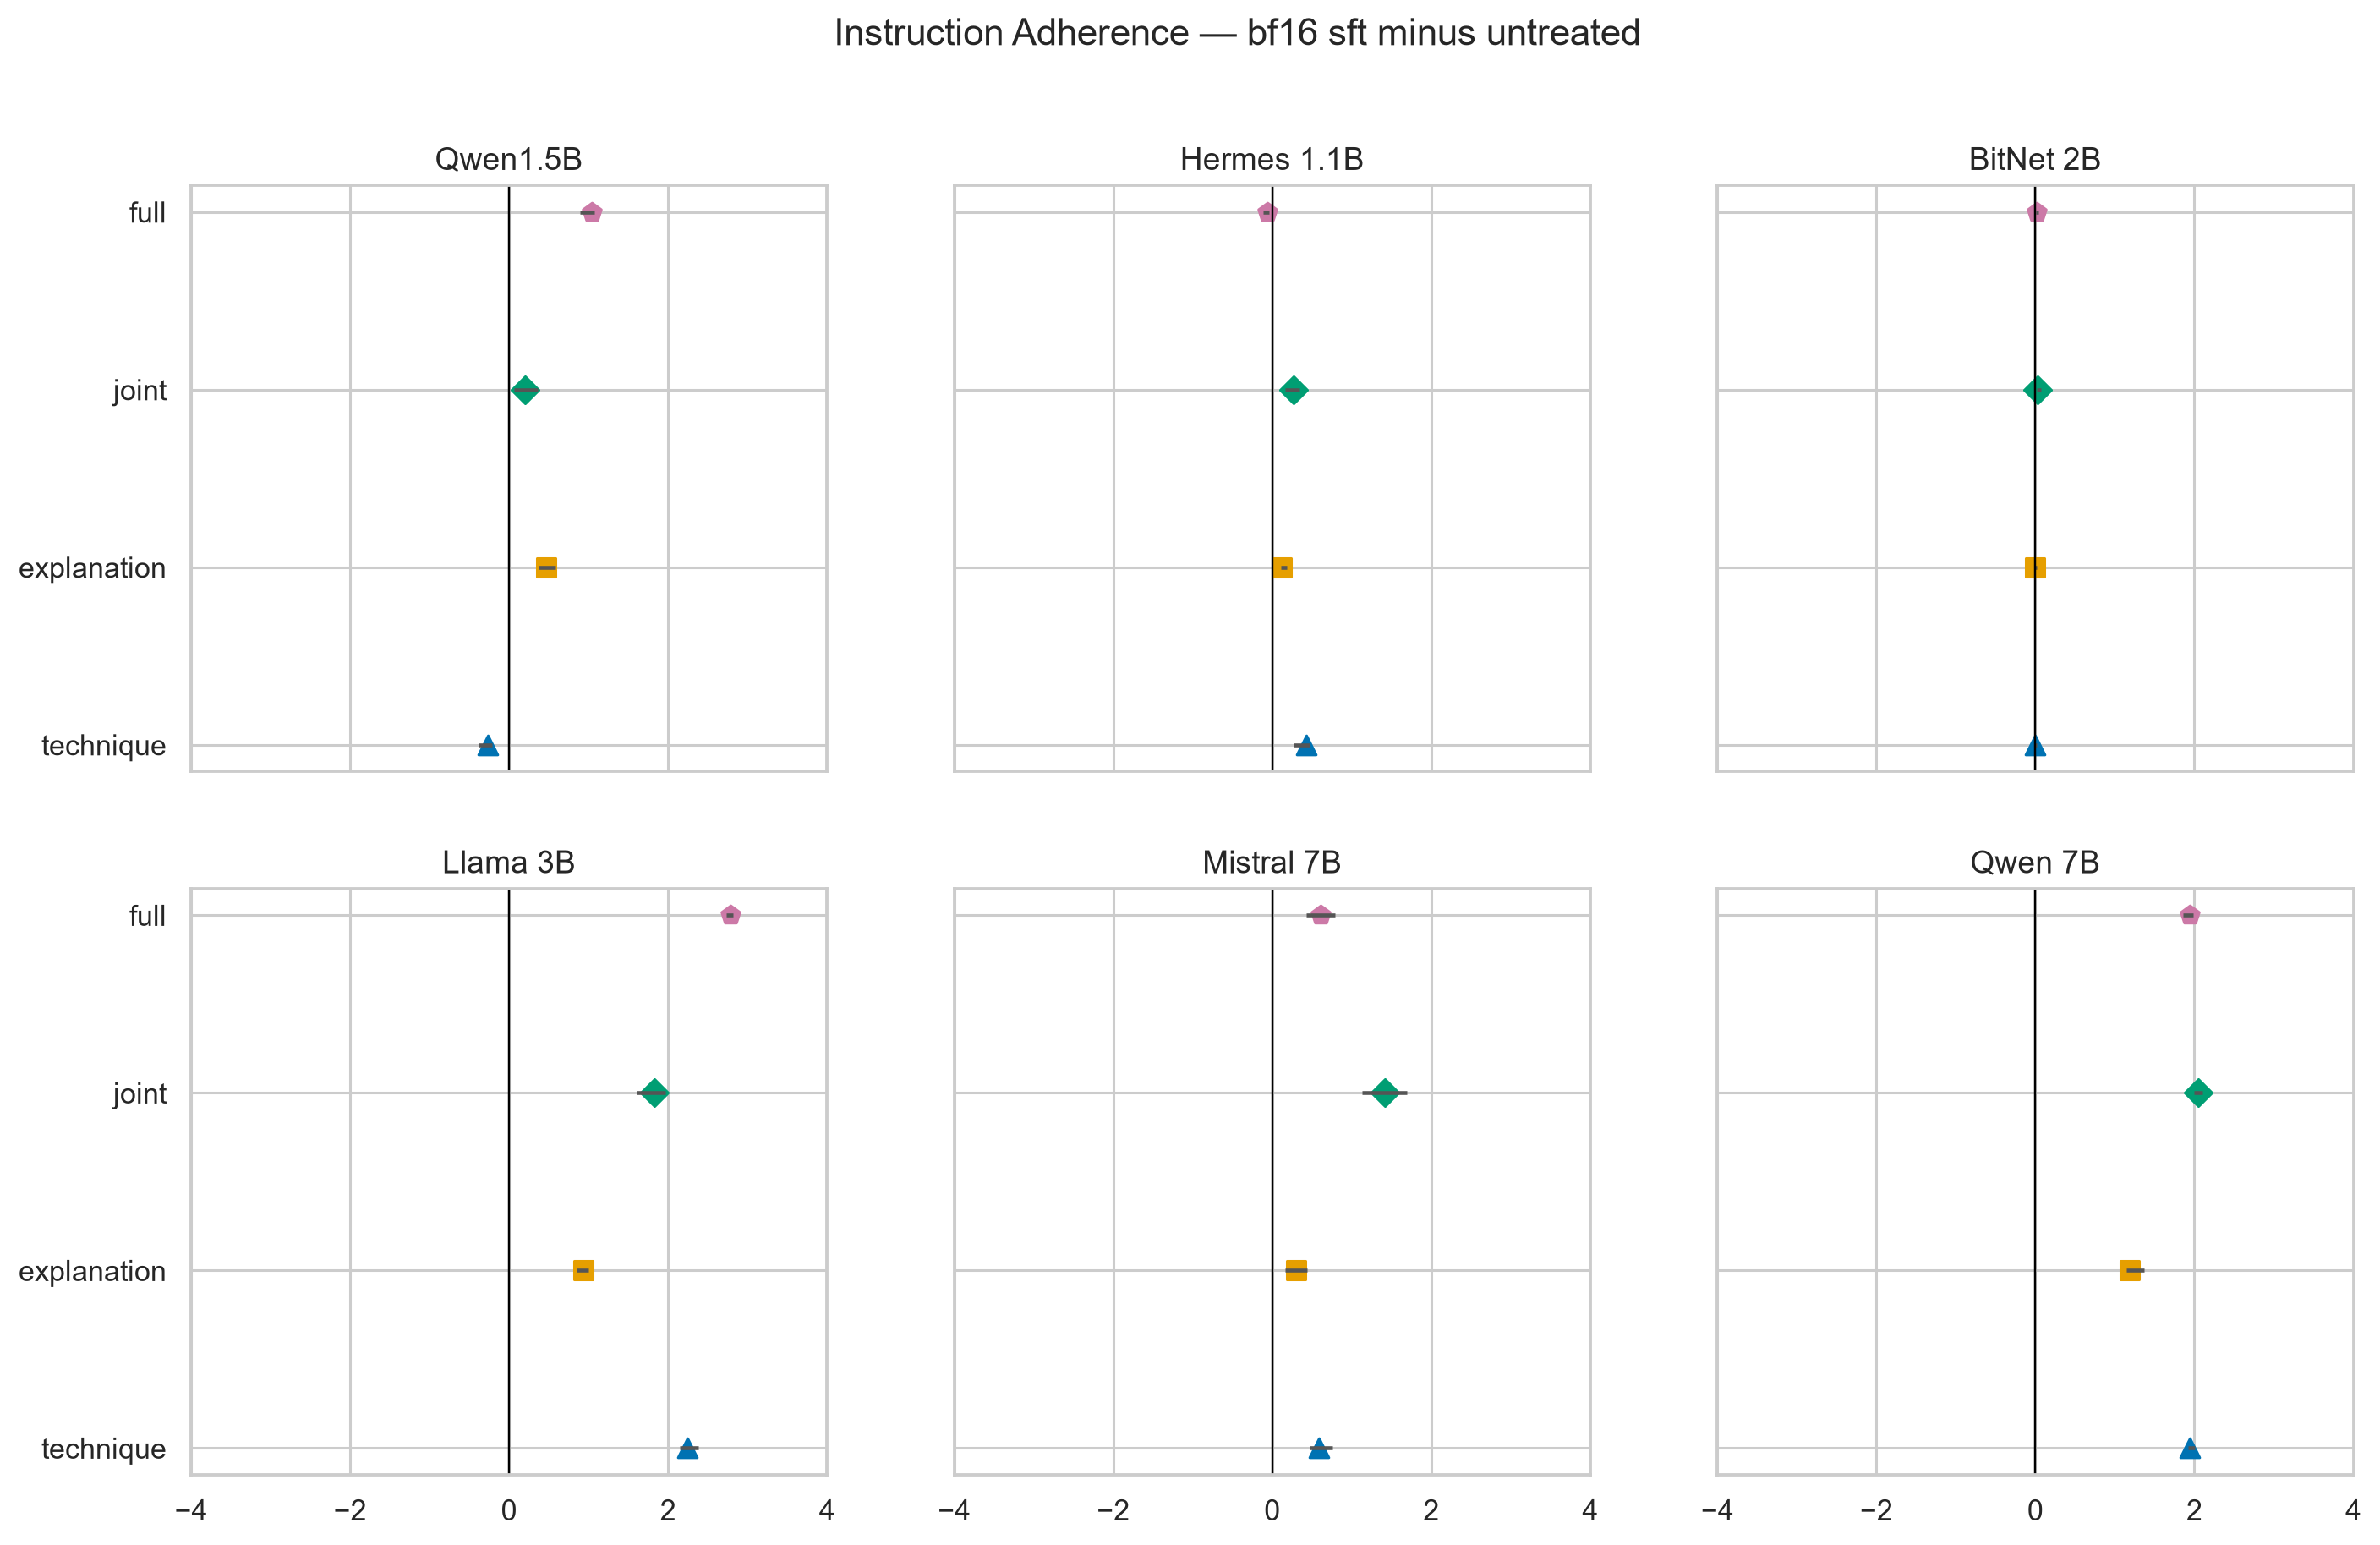 Instruction Adherence — bf16 sft minus untreated
Qwen1.5B
Hermes 1.1B
BitNet 2B
full
joint
explanation
technique
Llama 3B
Mistral 7B
Qwen 7B
full
joint
explanation
technique
−4 −2 0 2 4
−4 −2 0 2 4
−4 −2 0 2 4